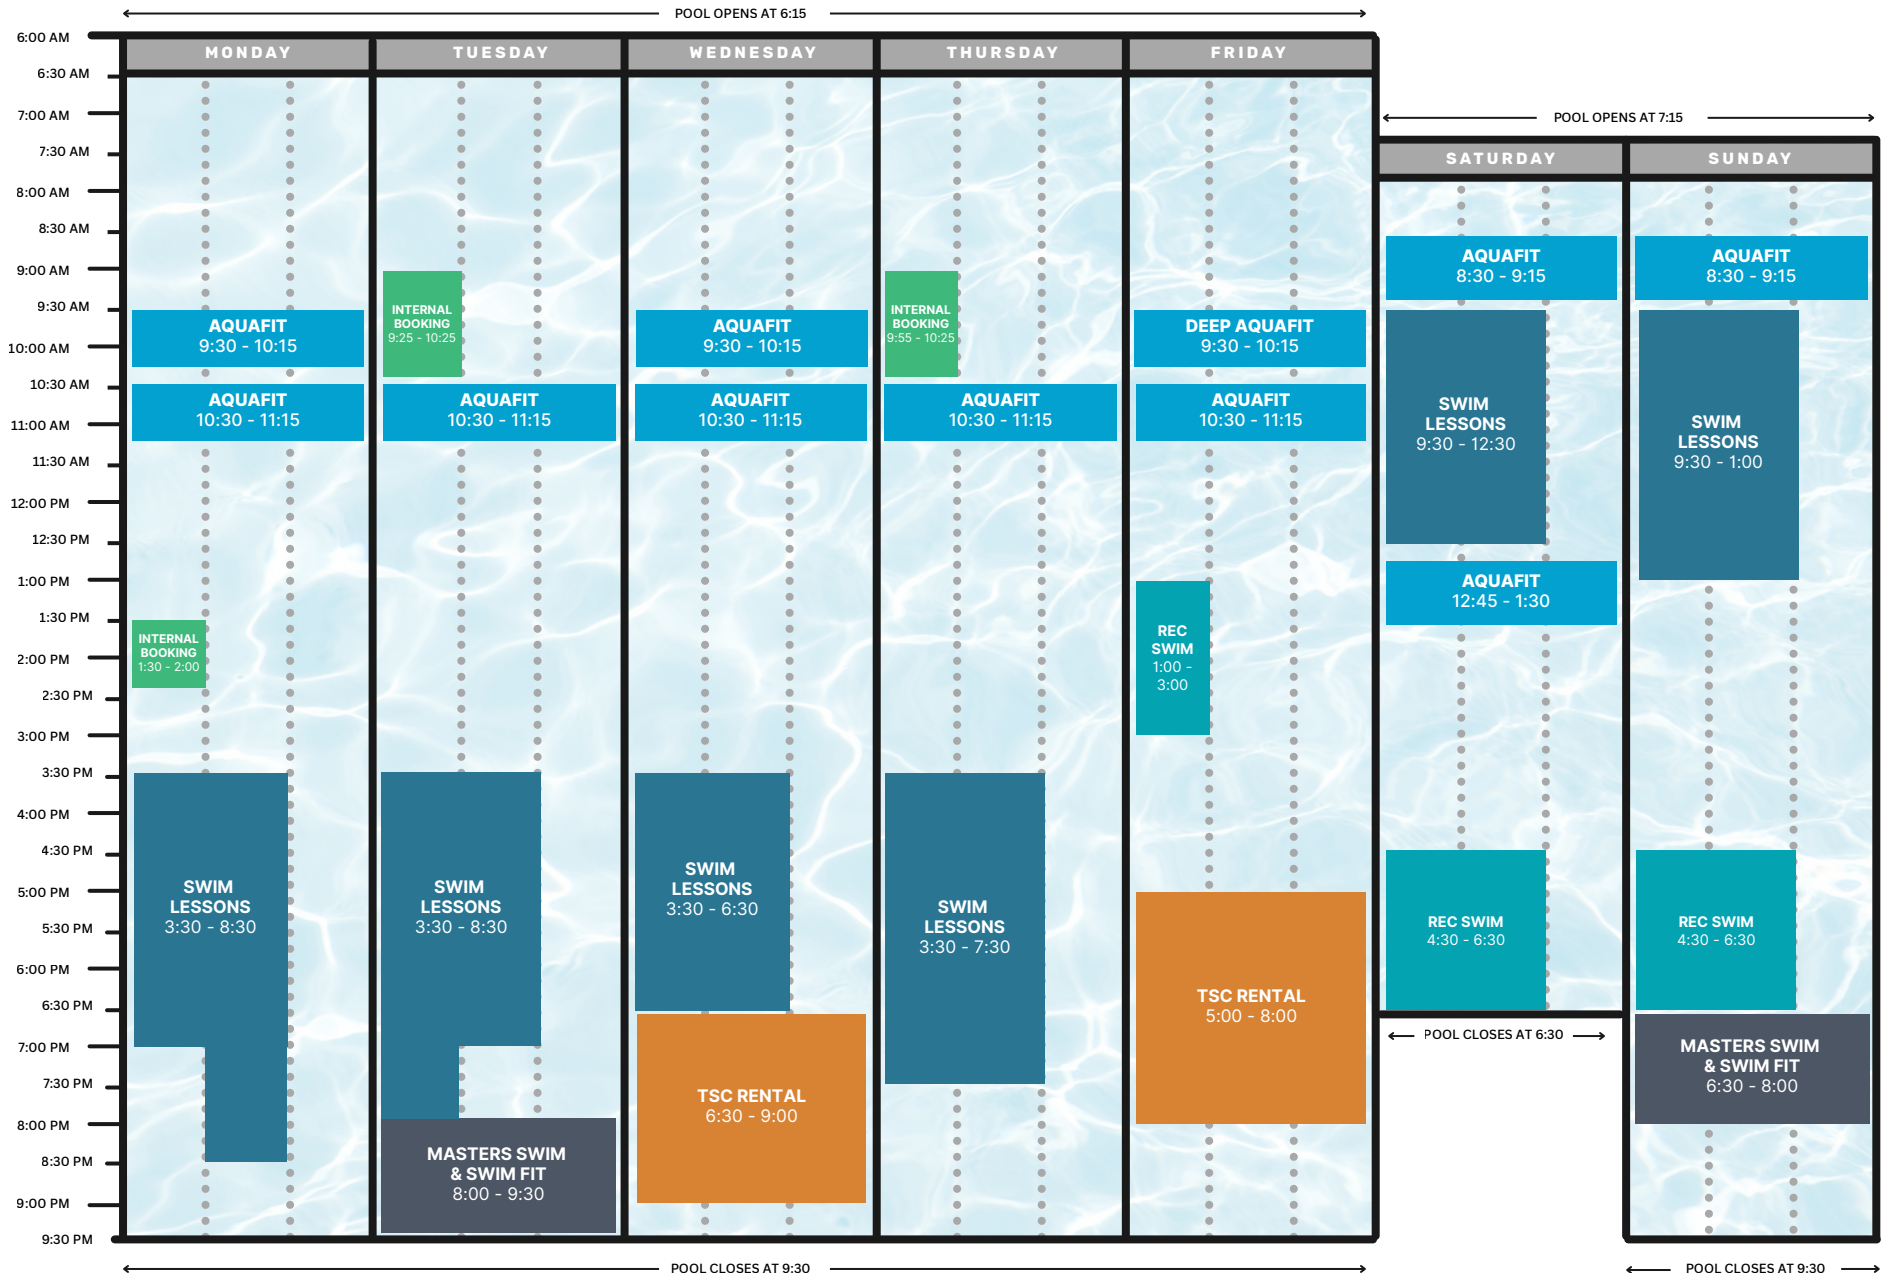 POOL OPENS AT 6:15
6:00 AM
6:30 AM
7:00 AM
7:30 AM
8:00 AM
8:30 AM
9:00 AM
9:30 AM
10:00 AM
10:30 AM
11:00 AM
11:30 AM
12:00 PM
12:30 PM
1:00 PM
1:30 PM
2:00 PM
2:30 PM
3:00 PM
3:30 PM
4:00 PM
4:30 PM
5:00 PM
5:30 PM
6:00 PM
6:30 PM
7:00 PM
7:30 PM
8:00 PM
8:30 PM
9:00 PM
9:30 PM
MONDAY
AQUAFIT
9:30 - 10:15
AQUAFIT
10:30 - 11:15
INTERNAL
BOOKING
1:30 - 2:00
SWIM
LESSONS
3:30 - 8:30
TUESDAY
INTERNAL
BOOKING
9:25 - 10:25
AQUAFIT
10:30 - 11:15
SWIM
LESSONS
3:30 - 8:30
MASTERS SWIM
& SWIM FIT
8:00 - 9:30
WEDNESDAY
AQUAFIT
9:30 - 10:15
AQUAFIT
10:30 - 11:15
SWIM
LESSONS
3:30 - 6:30
TSC RENTAL
6:30 - 9:00
THURSDAY
INTERNAL
BOOKING
9:55 - 10:25
AQUAFIT
10:30 - 11:15
SWIM
LESSONS
3:30 - 7:30
FRIDAY
DEEP AQUAFIT
9:30 - 10:15
AQUAFIT
10:30 - 11:15
REC
SWIM
1:00 -
3:00
TSC RENTAL
5:00 - 8:00
POOL CLOSES AT 9:30
POOL OPENS AT 7:15
SATURDAY
AQUAFIT
8:30 - 9:15
SWIM
LESSONS
9:30 - 12:30
AQUAFIT
12:45 - 1:30
REC SWIM
4:30 - 6:30
POOL CLOSES AT 6:30
SUNDAY
AQUAFIT
8:30 - 9:15
SWIM
LESSONS
9:30 - 1:00
REC SWIM
4:30 - 6:30
MASTERS SWIM
& SWIM FIT
6:30 - 8:00
POOL CLOSES AT 9:30